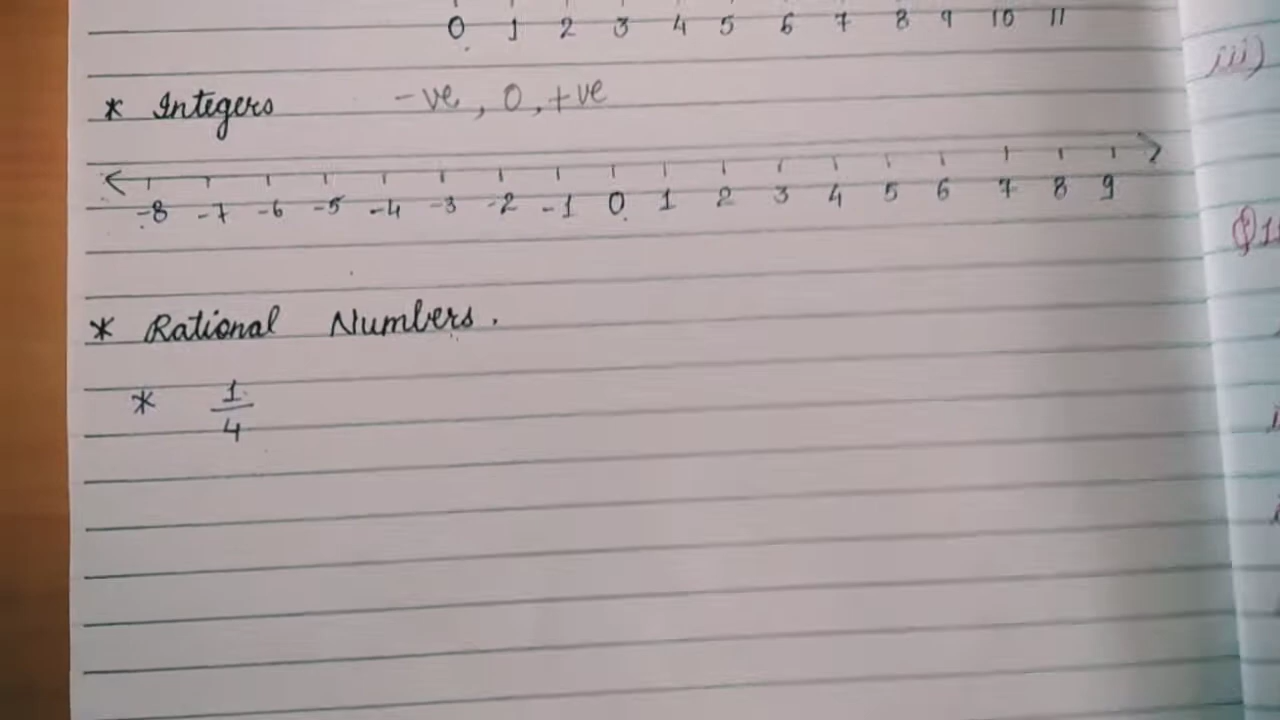 0 1 2 3 4 5 6 7 8 9 10 11
* Integers -ve, 0, +ve
-8 -7 -6 -5 -4 -3 -2 -1 0 1 2 3 4 5 6 7 8 9
* Rational Numbers.
* 1/4
iii)